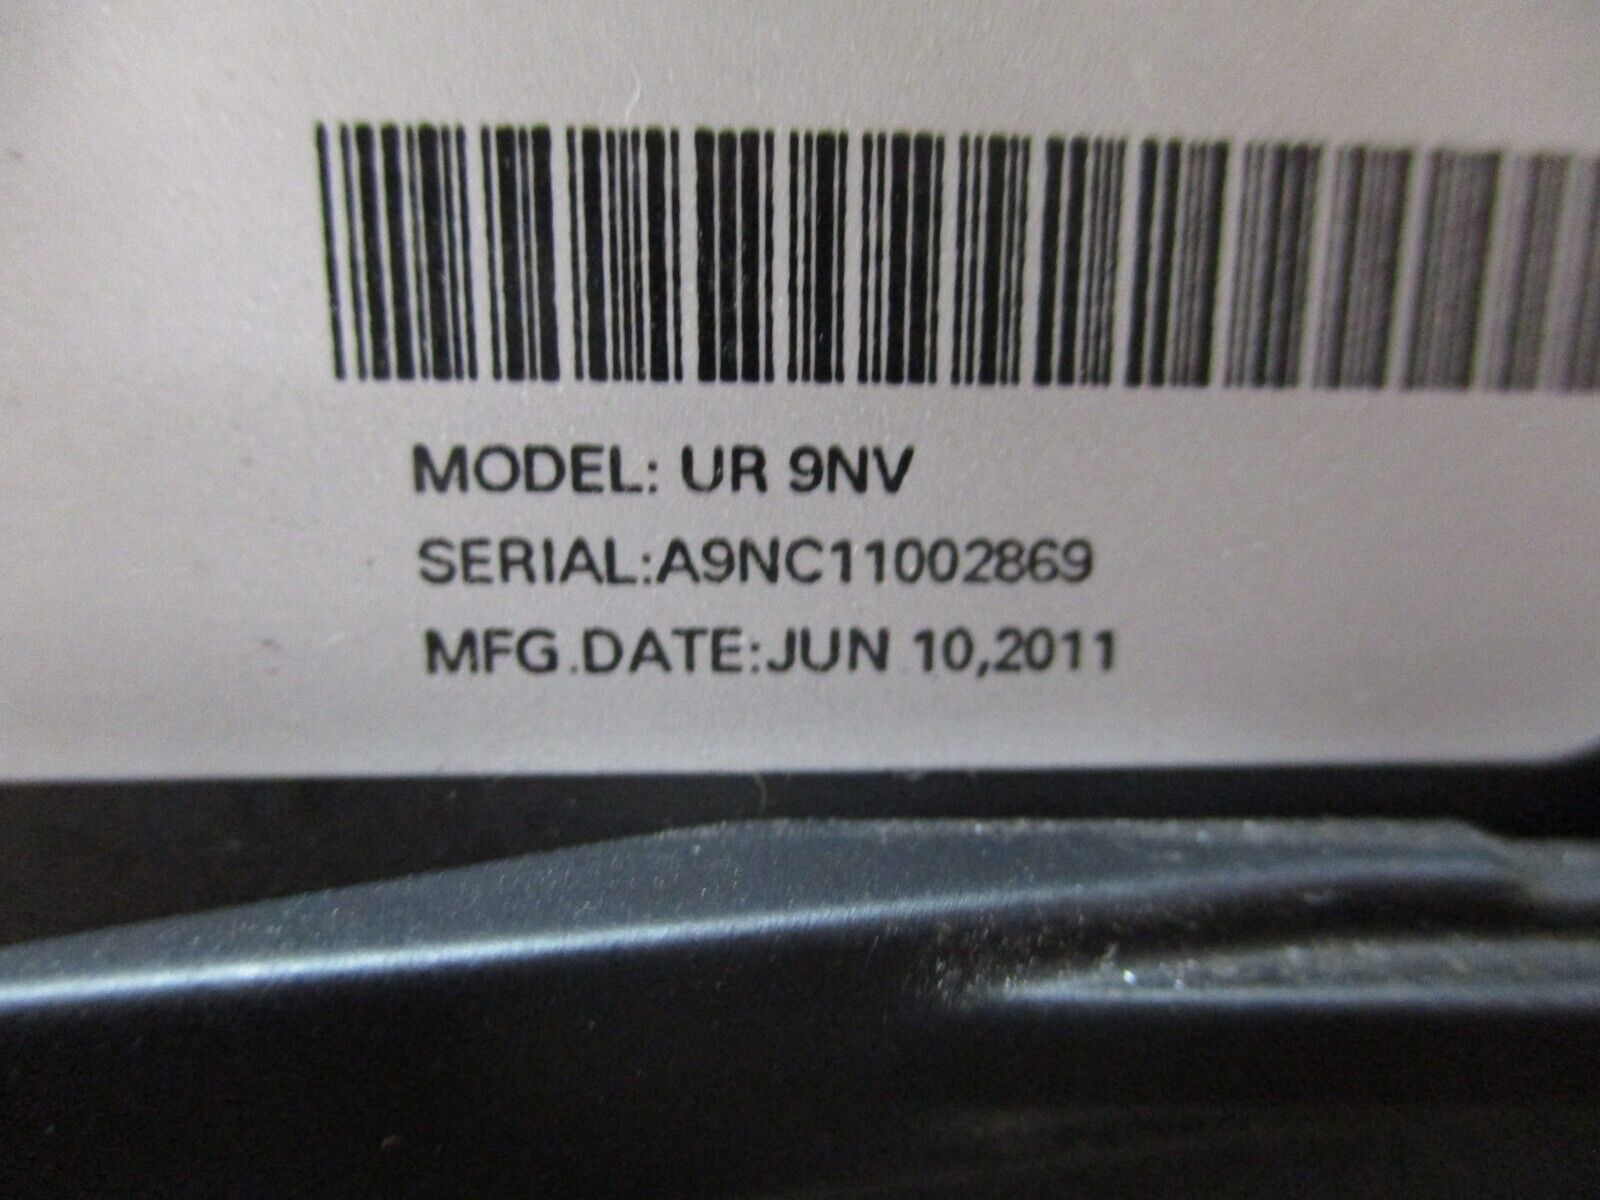 MODEL: UR 9NV
SERIAL:A9NC11002869
MFG.DATE:JUN 10,2011